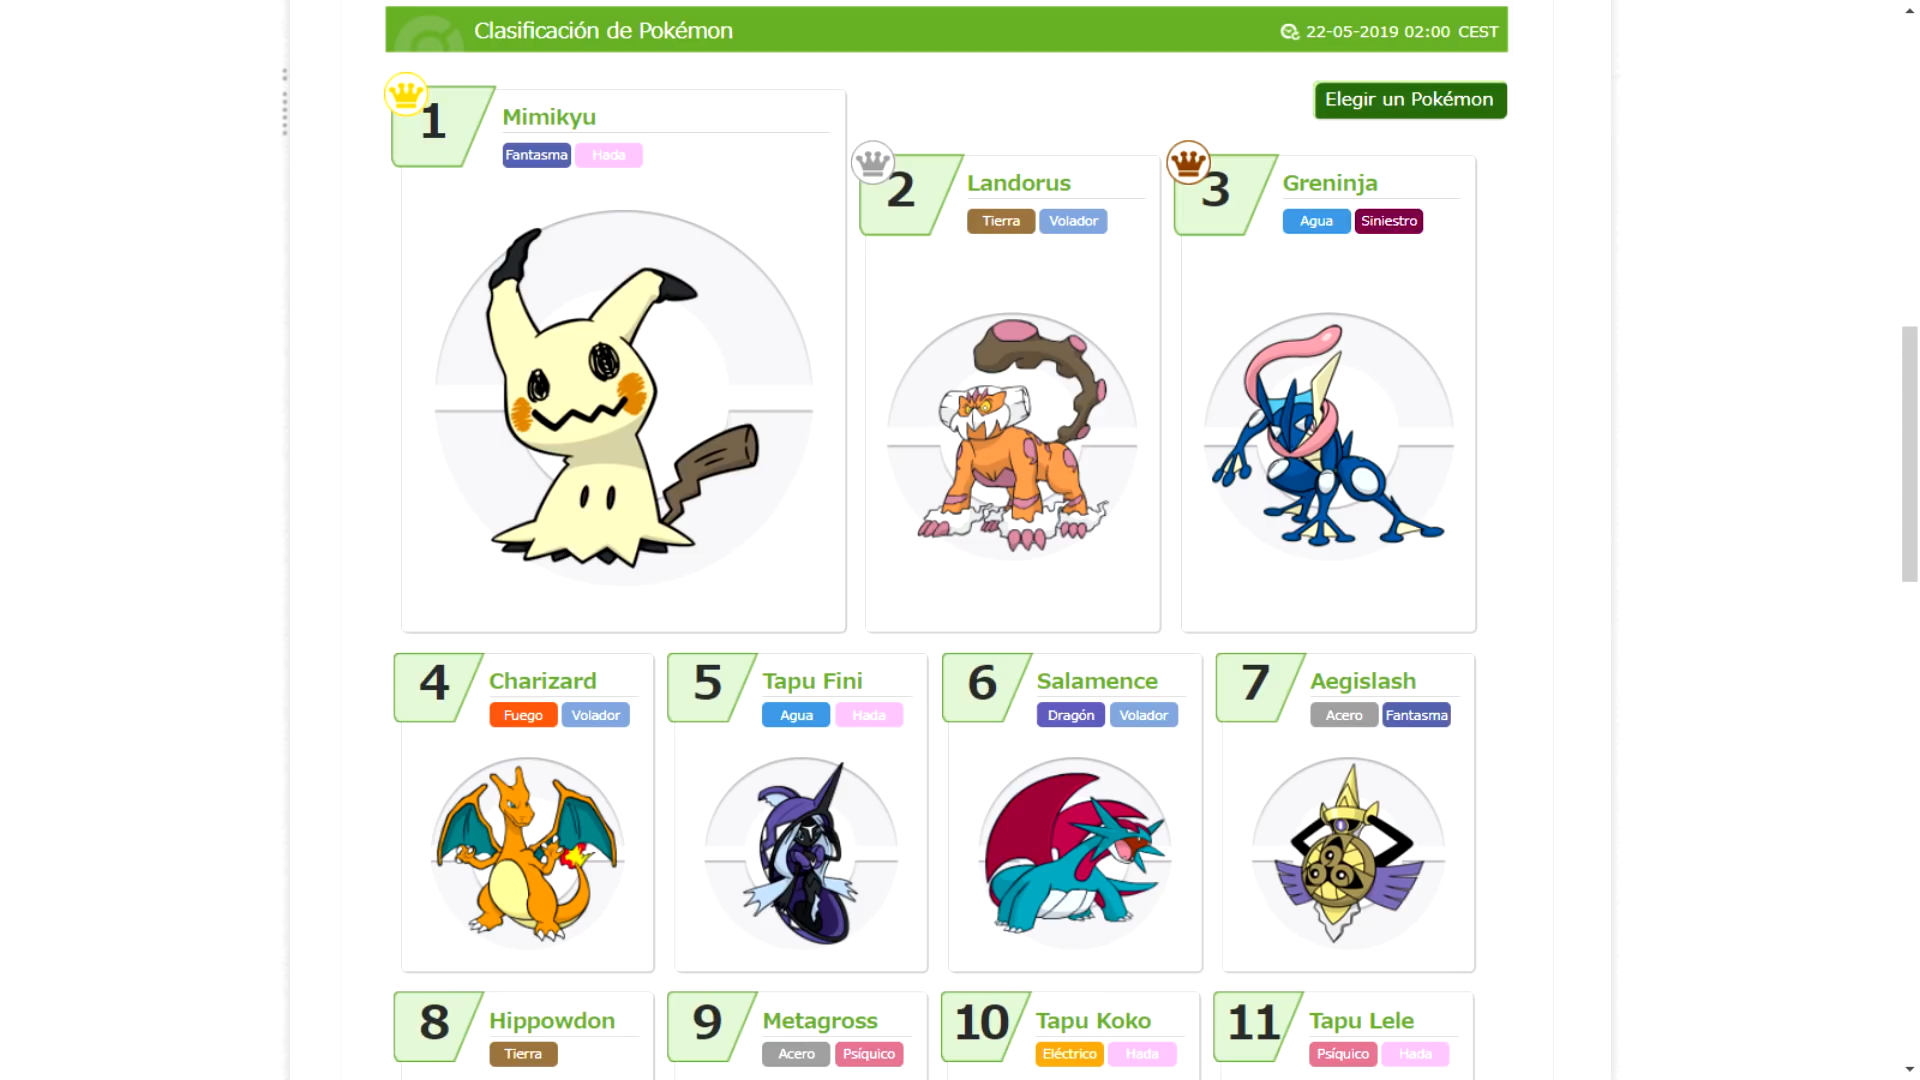 Clasificación de Pokémon
22-05-2019 02:00 CEST
Elegir un Pokémon
1
Mimikyu
Fantasma Hada
2
Landorus
Tierra Volador
3
Greninja
Agua Siniestro
4
Charizard
Fuego Volador
5
Tapu Fini
Agua Hada
6
Salamence
Dragón Volador
7
Aegislash
Acero Fantasma
8
Hippowdon
Tierra
9
Metagross
Acero Psíquico
10
Tapu Koko
Eléctrico Hada
11
Tapu Lele
Psíquico Hada